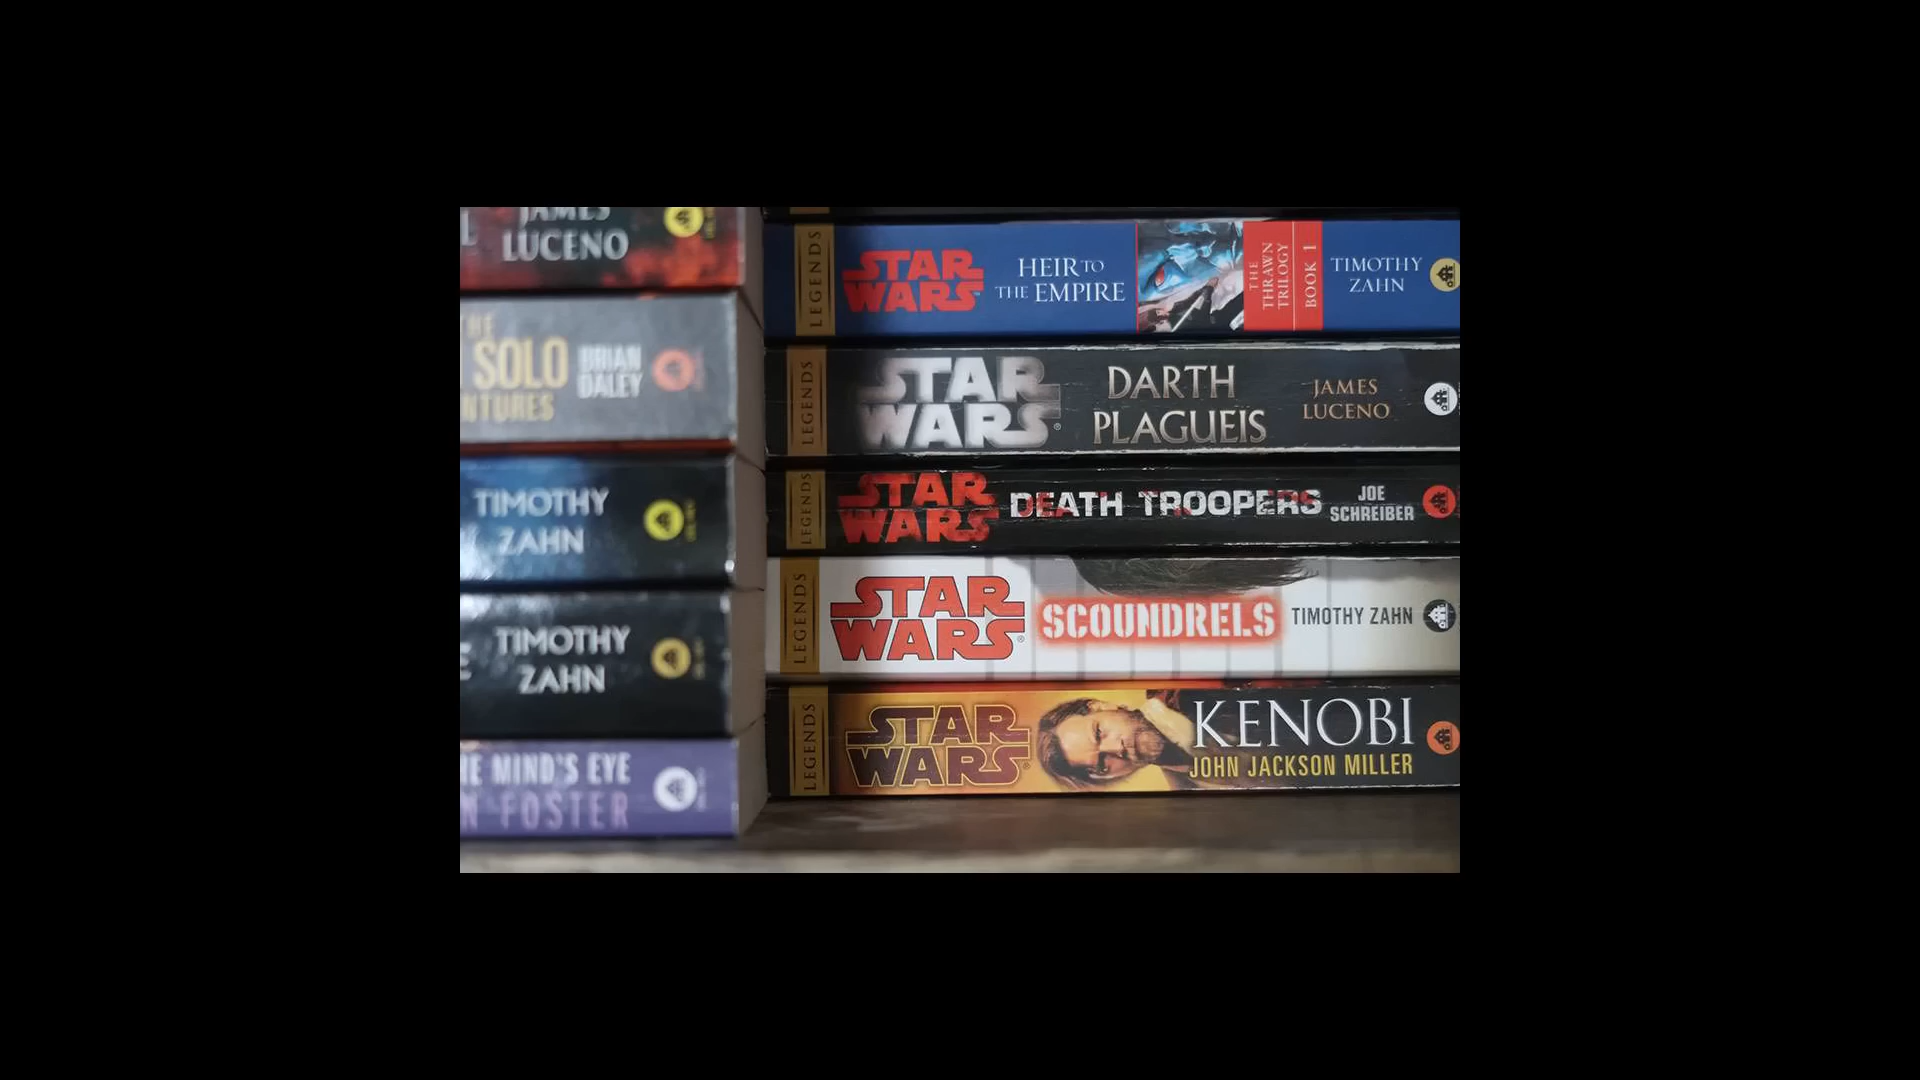 JAMES
LUCENO
THE
SOLO
NTURES
BRIAN
DALEY
TIMOTHY
ZAHN
TIMOTHY
ZAHN
MIND'S EYE
FOSTER
LEGENDS
STAR
WARS
HEIR TO
THE EMPIRE
THE
THRAWN
TRILOGY
BOOK 1
TIMOTHY
ZAHN
LEGENDS
STAR
WARS
DARTH
PLAGUEIS
JAMES
LUCENO
LEGENDS
STAR
WARS
DEATH TROOPERS
JOE
SCHREIBER
LEGENDS
STAR
WARS
SCOUNDRELS
TIMOTHY ZAHN
LEGENDS
STAR
WARS
KENOBI
JOHN JACKSON MILLER